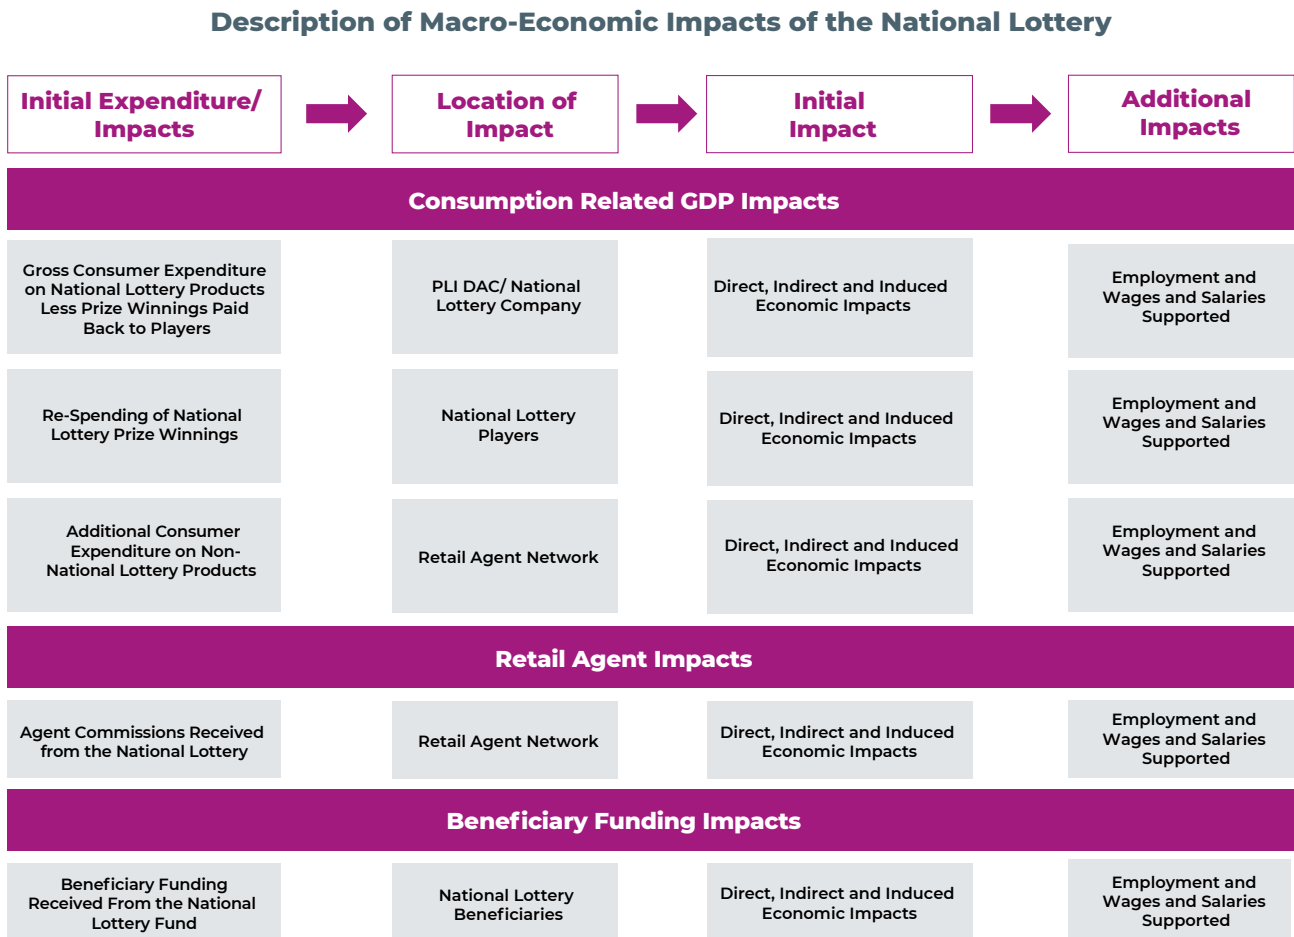 Description of Macro-Economic Impacts of the National Lottery
Initial Expenditure/
Impacts
Location of
Impact
Initial
Impact
Additional
Impacts
Consumption Related GDP Impacts
Gross Consumer Expenditure
on National Lottery Products
Less Prize Winnings Paid
Back to Players
PLI DAC/ National
Lottery Company
Direct, Indirect and Induced
Economic Impacts
Employment and
Wages and Salaries
Supported
Re-Spending of National
Lottery Prize Winnings
National Lottery
Players
Direct, Indirect and Induced
Economic Impacts
Employment and
Wages and Salaries
Supported
Additional Consumer
Expenditure on Non-
National Lottery Products
Retail Agent Network
Direct, Indirect and Induced
Economic Impacts
Employment and
Wages and Salaries
Supported
Retail Agent Impacts
Agent Commissions Received
from the National Lottery
Retail Agent Network
Direct, Indirect and Induced
Economic Impacts
Employment and
Wages and Salaries
Supported
Beneficiary Funding Impacts
Beneficiary Funding
Received From the National
Lottery Fund
National Lottery
Beneficiaries
Direct, Indirect and Induced
Economic Impacts
Employment and
Wages and Salaries
Supported